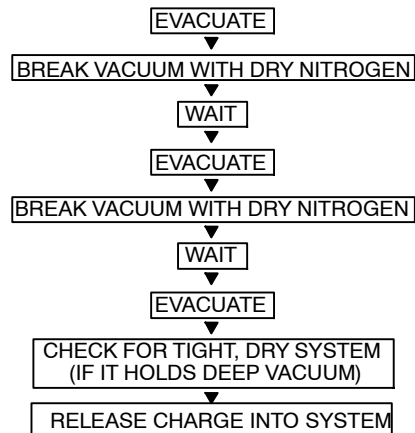 EVACUATE
BREAK VACUUM WITH DRY NITROGEN
WAIT
EVACUATE
BREAK VACUUM WITH DRY NITROGEN
WAIT
EVACUATE
CHECK FOR TIGHT, DRY SYSTEM
(IF IT HOLDS DEEP VACUUM)
RELEASE CHARGE INTO SYSTEM